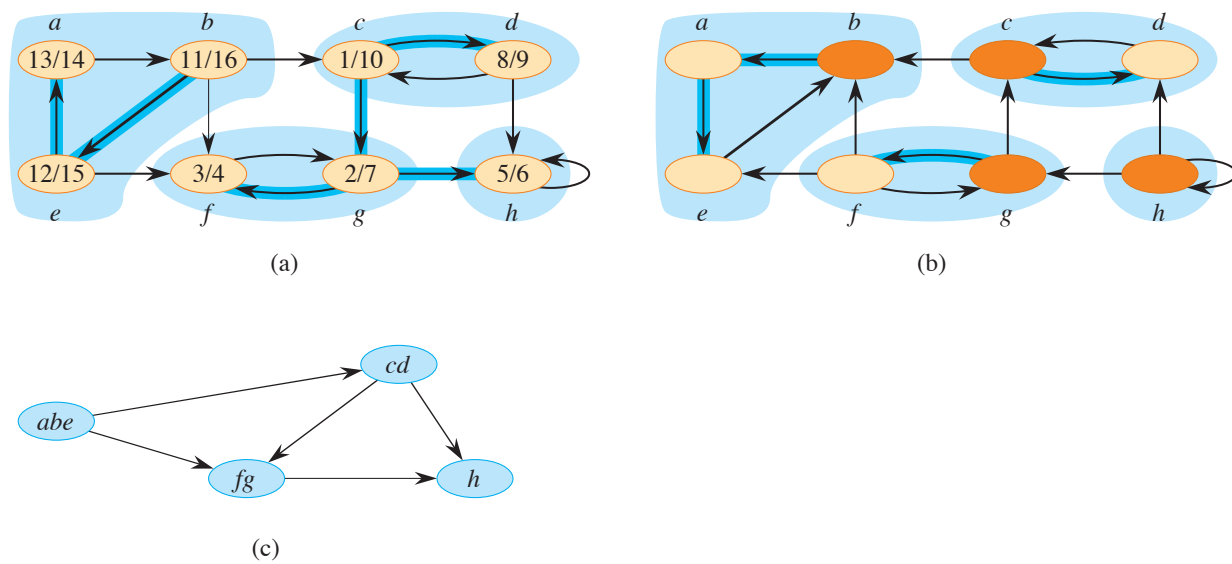 a b c d
13/14 11/16 1/10 8/9
12/15 3/4 2/7 5/6
e f g h
(a)
a b c d
e f g h
(b)
cd
abe
fg h
(c)